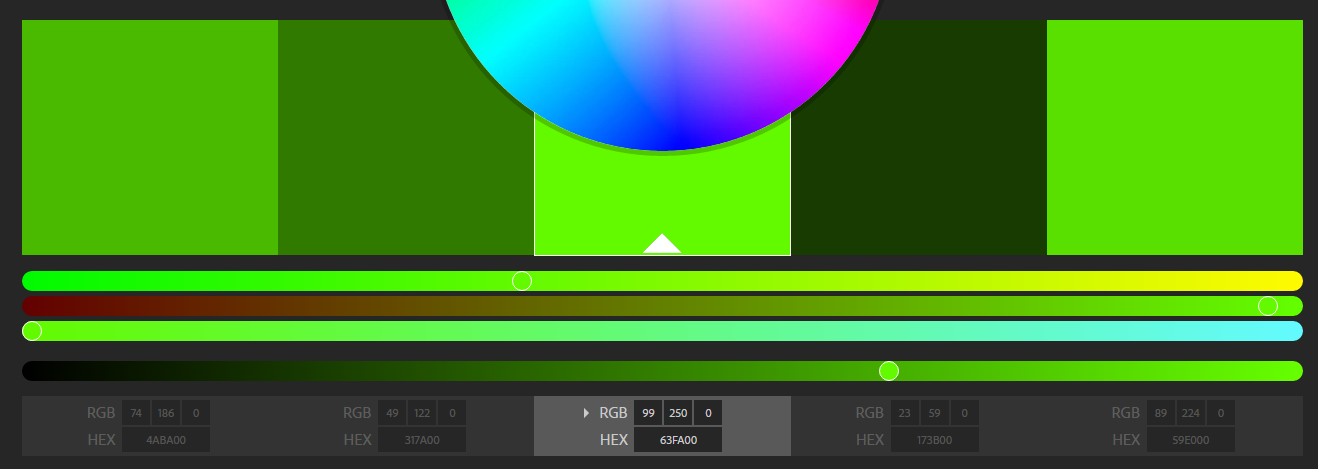 RGB 74 186 0 RGB 49 122 0 RGB 99 250 0 RGB 23 59 0 RGB 89 224 0
HEX 4ABA00 HEX 317A00 HEX 63FA00 HEX 173B00 HEX 59E000